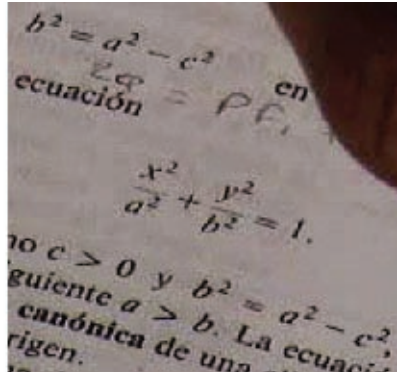 b² = a² − c² en
2a = PF₁ +
ecuación
x²/a² + y²/b² = 1.
no c > 0 y b² = a² − c²,
guiente a > b. La ecuaci
canónica de una
rigen.